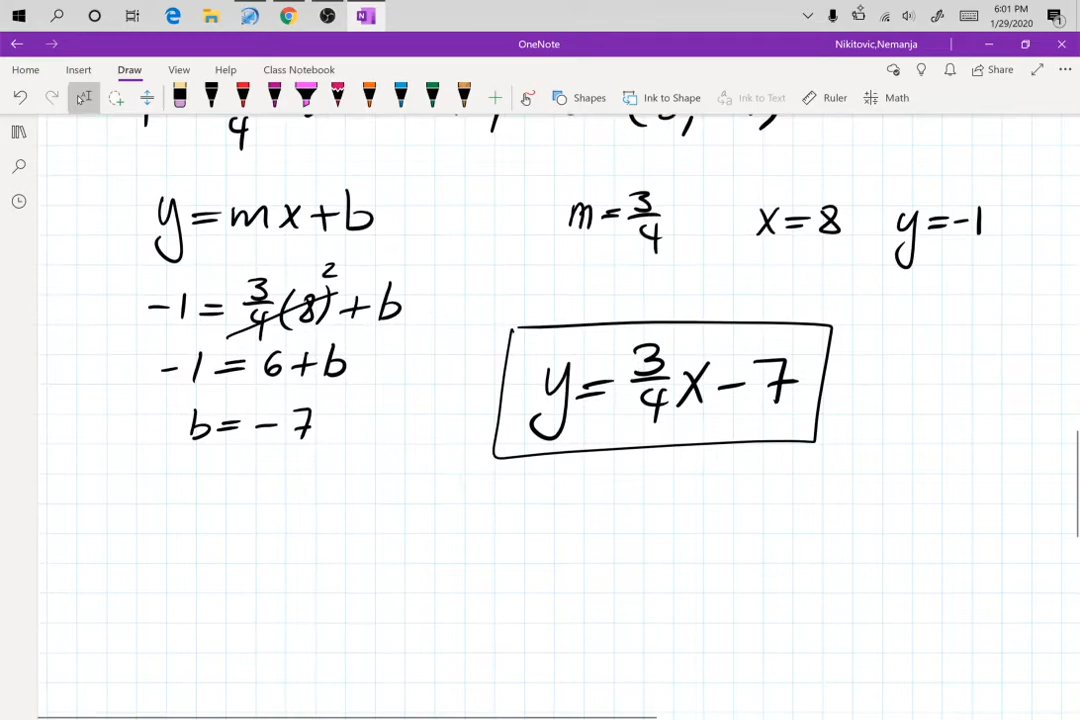 6:01 PM
1/29/2020
OneNote
Nikitovic,Nemanja
Home Insert Draw View Help Class Notebook
Share
Shapes Ink to Shape Ink to Text Ruler Math
4
y = mx + b
m = 3/4 x = 8 y = -1
-1 = 3/4 (8) 2 + b
-1 = 6 + b
b = -7
y = 3/4 x - 7